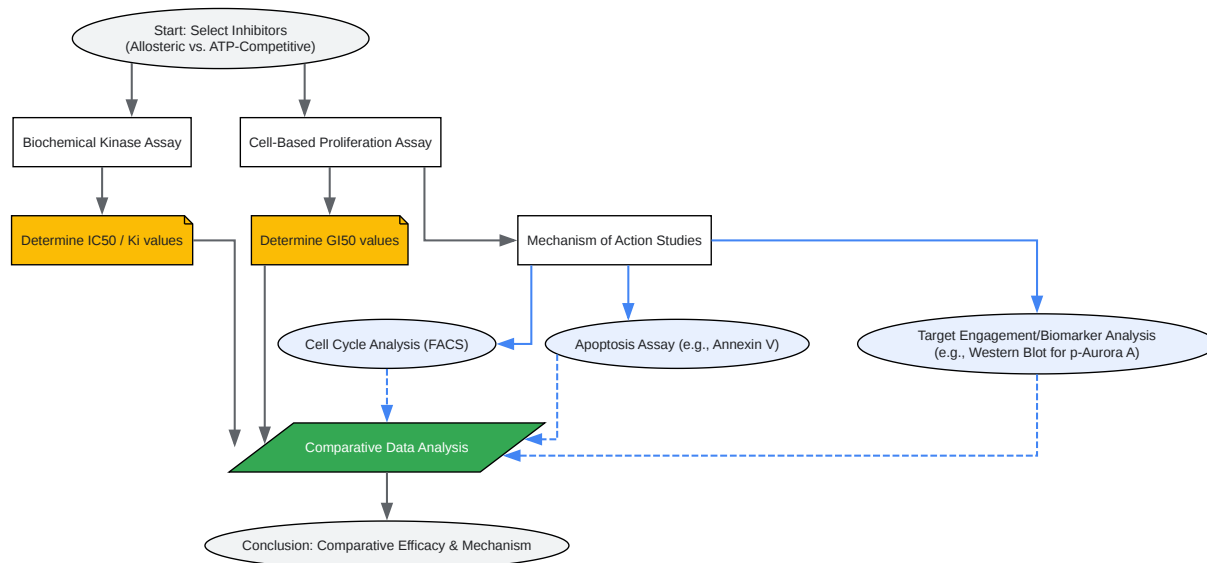 Start: Select Inhibitors
(Allosteric vs. ATP-Competitive)
Biochemical Kinase Assay
Cell-Based Proliferation Assay
Determine IC50 / Ki values
Determine GI50 values
Mechanism of Action Studies
Cell Cycle Analysis (FACS)
Apoptosis Assay (e.g., Annexin V)
Target Engagement/Biomarker Analysis
(e.g., Western Blot for p-Aurora A)
Comparative Data Analysis
Conclusion: Comparative Efficacy & Mechanism